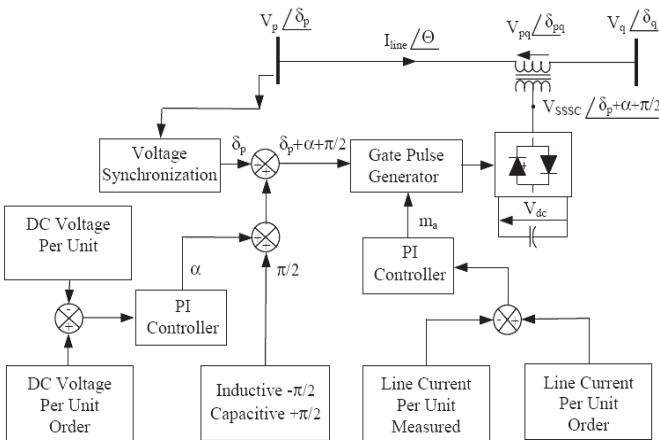 V_p /δ_p
V_pq /δ_pq
V_q /δ_q
I_line /Θ
V_SSSC /δ_p+α+π/2
Voltage
Synchronization
δ_p
+
+
δ_p+α+π/2
Gate Pulse
Generator
V_dc
DC Voltage
Per Unit
+
+
m_a
α
π/2
PI
Controller
-
+
PI
Controller
-
+
DC Voltage
Per Unit
Order
Inductive -π/2
Capacitive +π/2
Line Current
Per Unit
Measured
Line Current
Per Unit
Order